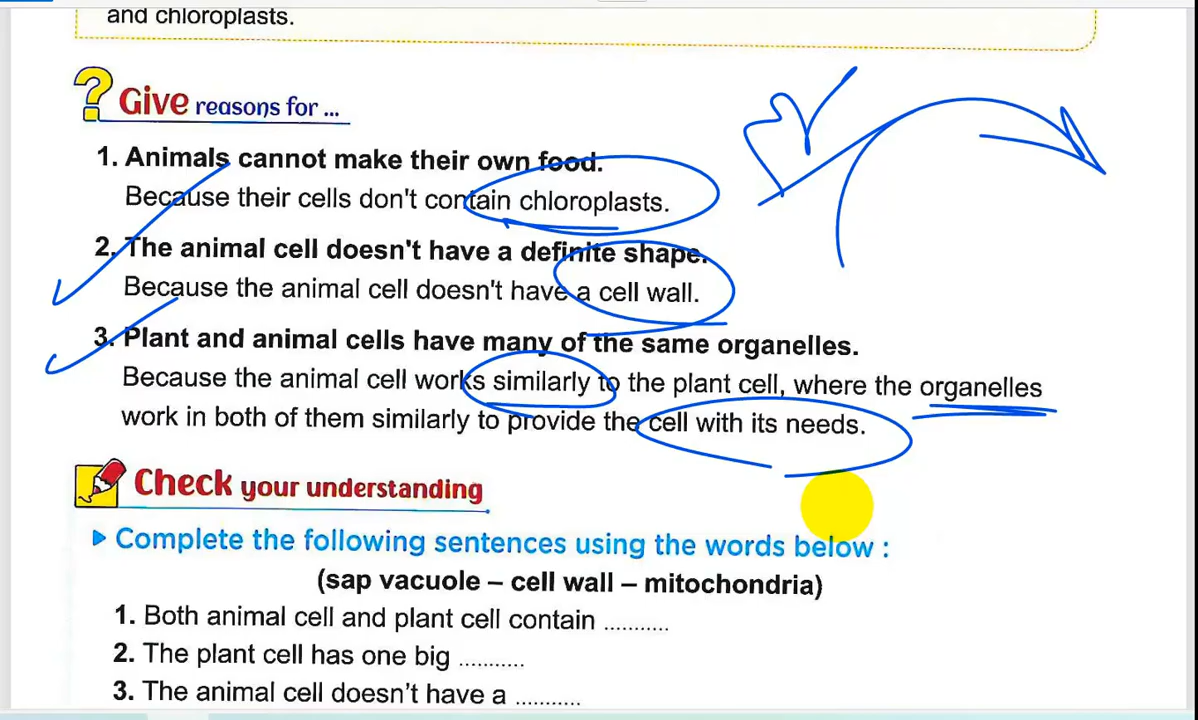 and chloroplasts.
? Give reasons for ...
1. Animals cannot make their own food.
Because their cells don't contain chloroplasts.
2. The animal cell doesn't have a definite shape.
Because the animal cell doesn't have a cell wall.
3. Plant and animal cells have many of the same organelles.
Because the animal cell works similarly to the plant cell, where the organelles
work in both of them similarly to provide the cell with its needs.
Check your understanding
Complete the following sentences using the words below :
(sap vacuole – cell wall – mitochondria)
1. Both animal cell and plant cell contain ...........
2. The plant cell has one big ...........
3. The animal cell doesn't have a ...........